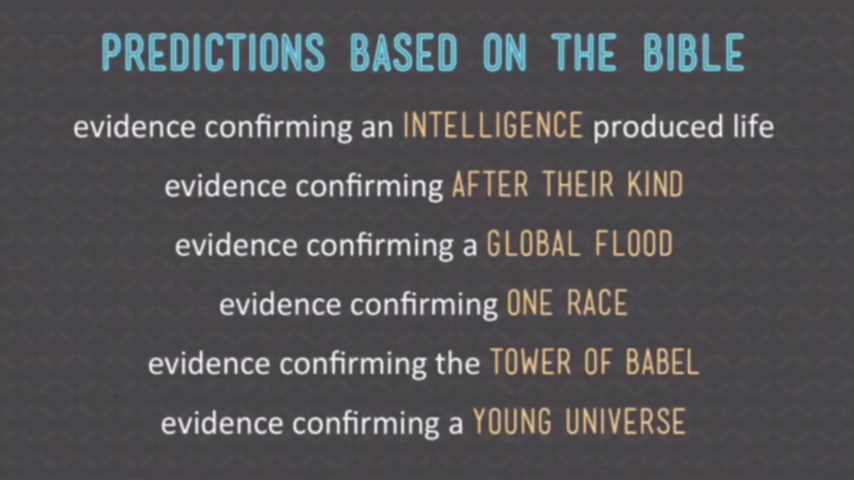 PREDICTIONS BASED ON THE BIBLE
evidence confirming an INTELLIGENCE produced life
evidence confirming AFTER THEIR KIND
evidence confirming a GLOBAL FLOOD
evidence confirming ONE RACE
evidence confirming the TOWER OF BABEL
evidence confirming a YOUNG UNIVERSE